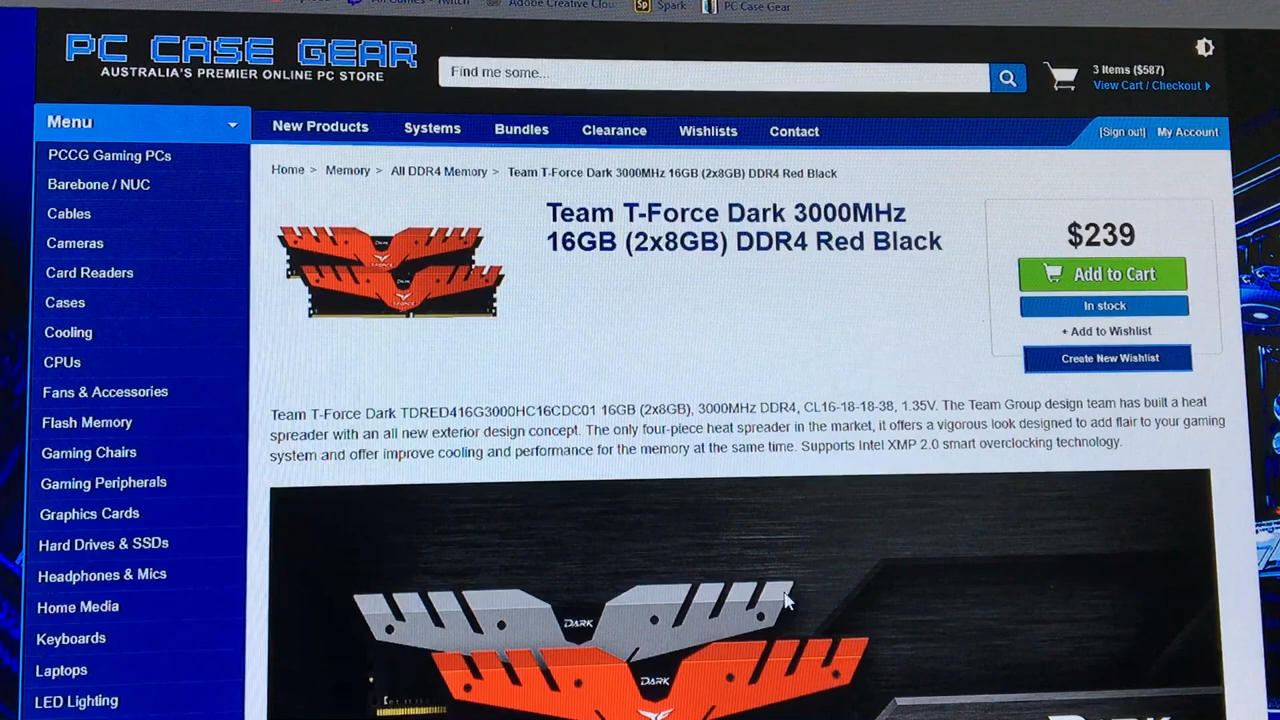 All Games - Twitch
Adobe Creative Clou
Sp
Spark
PC Case Gear
PC CASE GEAR
AUSTRALIA'S PREMIER ONLINE PC STORE
Find me some...
3 Items ($587)
View Cart / Checkout
Menu
New Products
Systems
Bundles
Clearance
Wishlists
Contact
[Sign out]
My Account
PCCG Gaming PCs
Barebone / NUC
Cables
Cameras
Card Readers
Cases
Cooling
CPUs
Fans & Accessories
Flash Memory
Gaming Chairs
Gaming Peripherals
Graphics Cards
Hard Drives & SSDs
Headphones & Mics
Home Media
Keyboards
Laptops
LED Lighting
Home > Memory > All DDR4 Memory > Team T-Force Dark 3000MHz 16GB (2x8GB) DDR4 Red Black
Team T-Force Dark 3000MHz
16GB (2x8GB) DDR4 Red Black
$239
Add to Cart
In stock
+ Add to Wishlist
Create New Wishlist
Team T-Force Dark TDRED416G3000HC16CDC01 16GB (2x8GB), 3000MHz DDR4, CL16-18-18-38, 1.35V. The Team Group design team has built a heat
spreader with an all new exterior design concept. The only four-piece heat spreader in the market, it offers a vigorous look designed to add flair to your gaming
system and offer improve cooling and performance for the memory at the same time. Supports Intel XMP 2.0 smart overclocking technology.
DARK
DARK